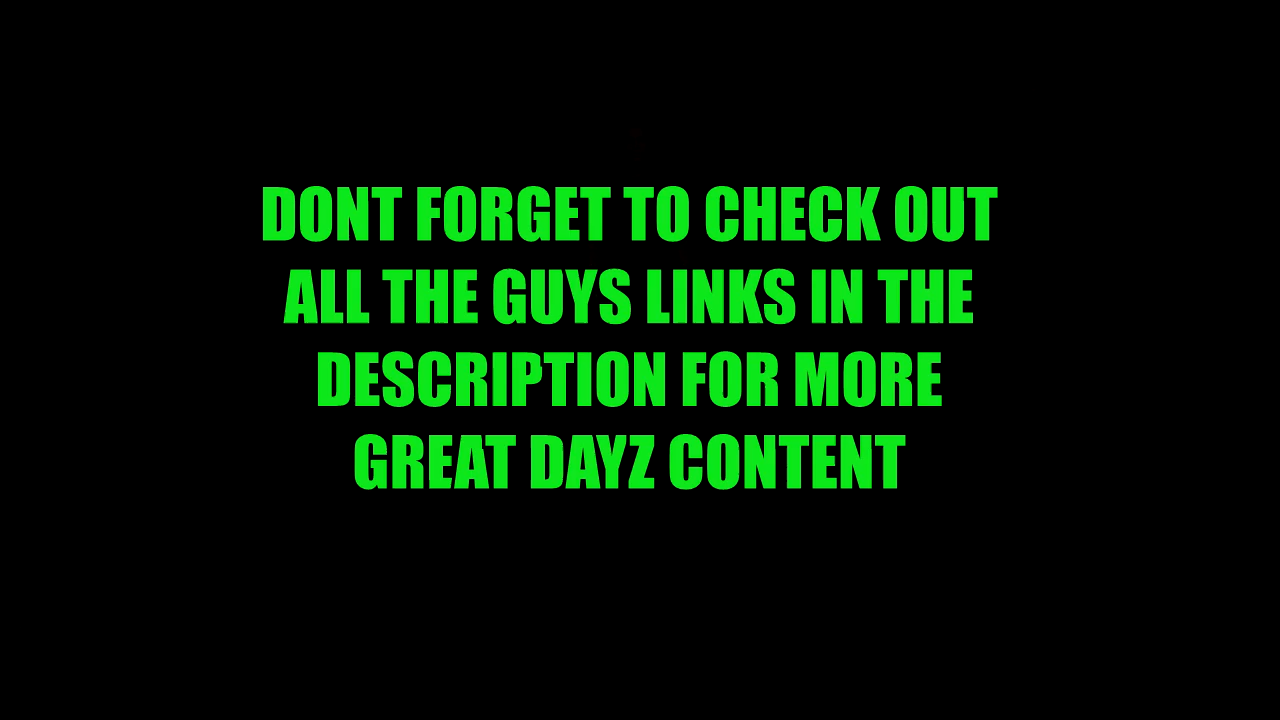 DONT FORGET TO CHECK OUT
ALL THE GUYS LINKS IN THE
DESCRIPTION FOR MORE
GREAT DAYZ CONTENT